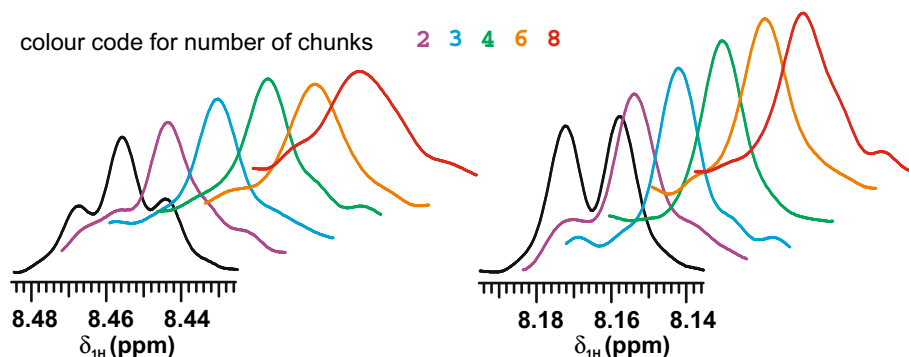 colour code for number of chunks 2 3 4 6 8
8.48 8.46 8.44
δ1H (ppm)
8.18 8.16 8.14
δ1H (ppm)